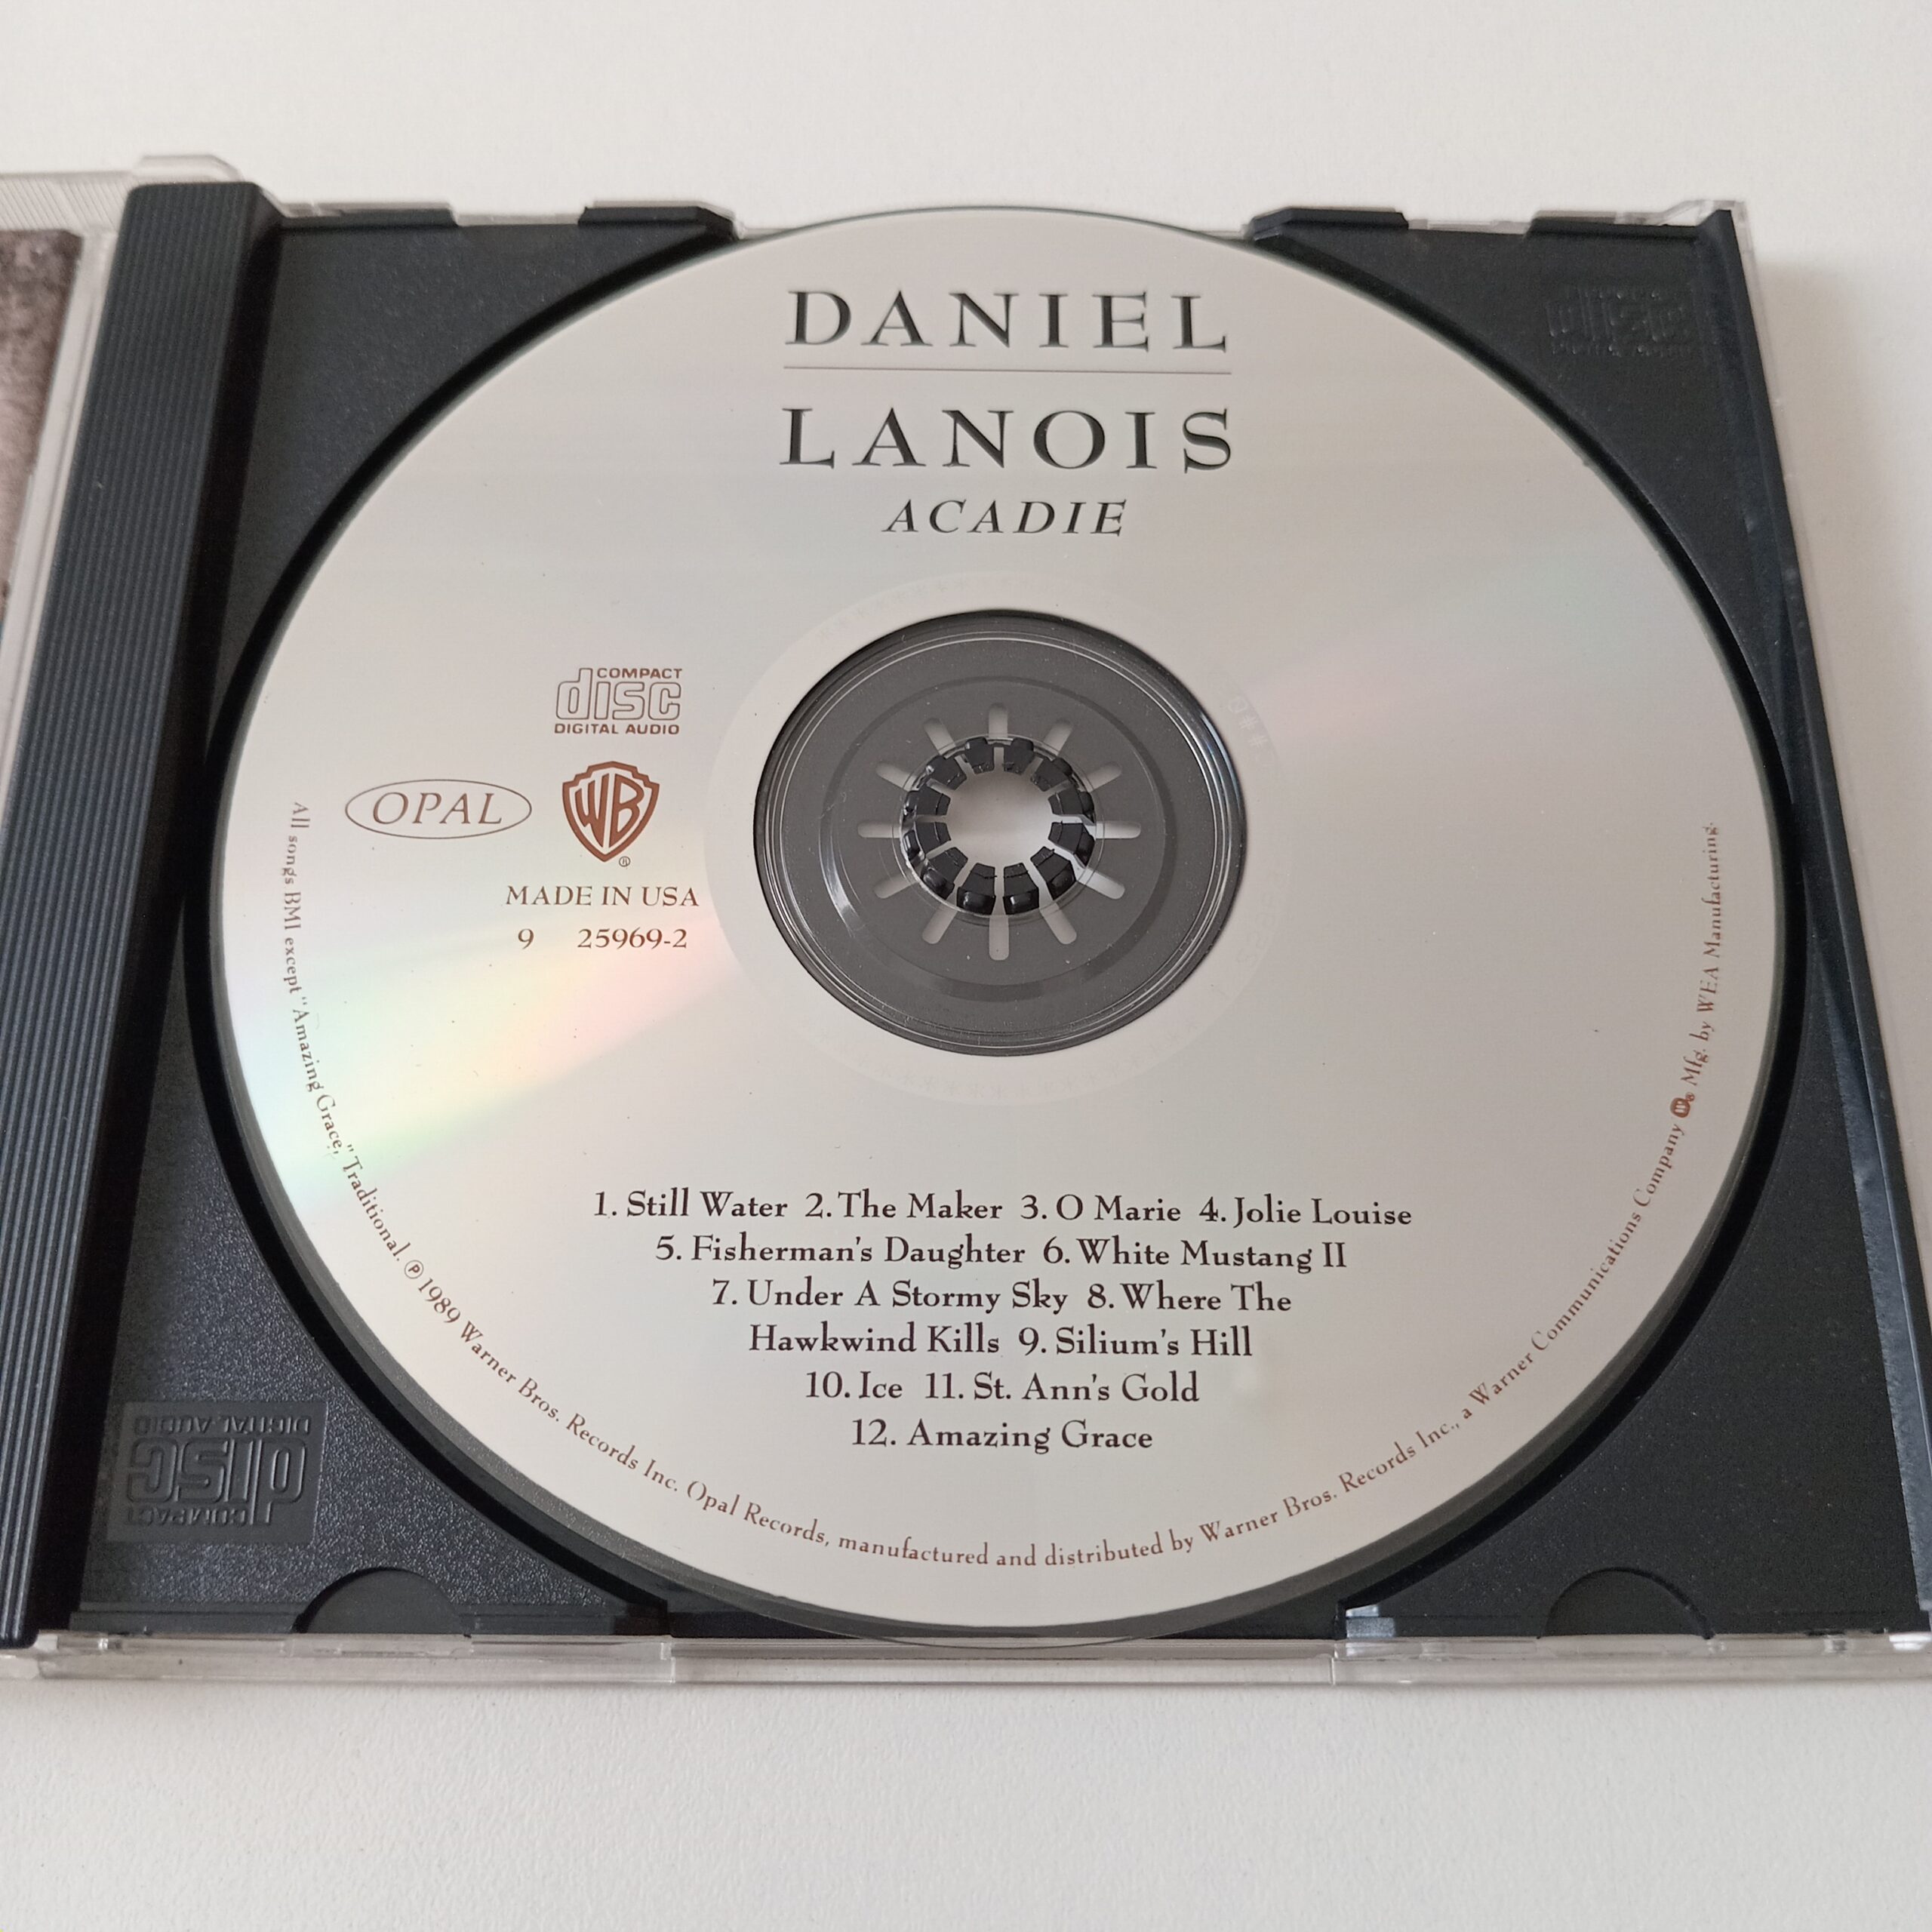 DANIEL
LANOIS
ACADIE
COMPACT
disc
DIGITAL AUDIO
OPAL
WB
®
MADE IN USA
9 25969-2
1. Still Water 2. The Maker 3. O Marie 4. Jolie Louise
5. Fisherman's Daughter 6. White Mustang II
7. Under A Stormy Sky 8. Where The
Hawkwind Kills 9. Silium's Hill
10. Ice 11. St. Ann's Gold
12. Amazing Grace
All songs BMI except "Amazing Grace," Traditional. ℗ 1989 Warner Bros. Records Inc. Opal Records, manufactured and distributed by Warner Bros. Records Inc., a Warner Communications Company ® Mfg. by WEA Manufacturing.
COMPACT
disc
DIGITAL AUDIO